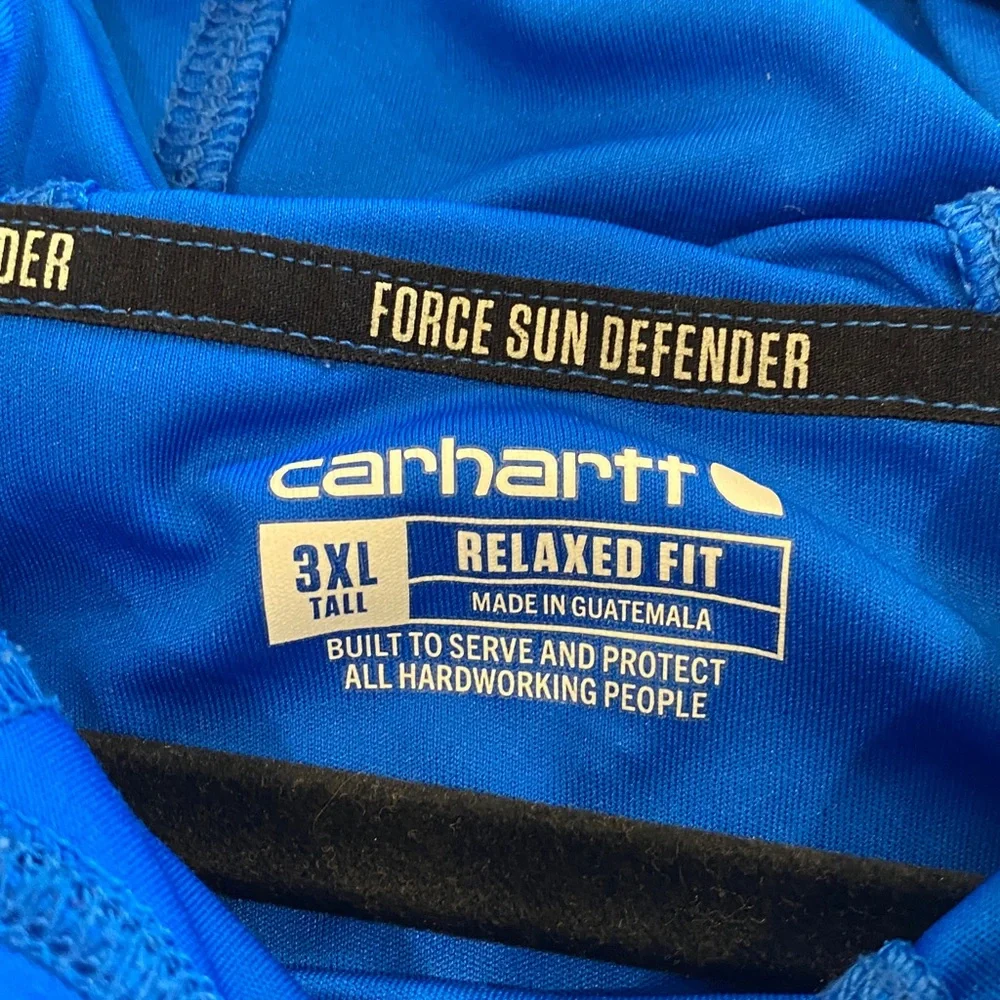 DER
FORCE SUN DEFENDER
carhartt
3XL
TALL
RELAXED FIT
MADE IN GUATEMALA
BUILT TO SERVE AND PROTECT
ALL HARDWORKING PEOPLE